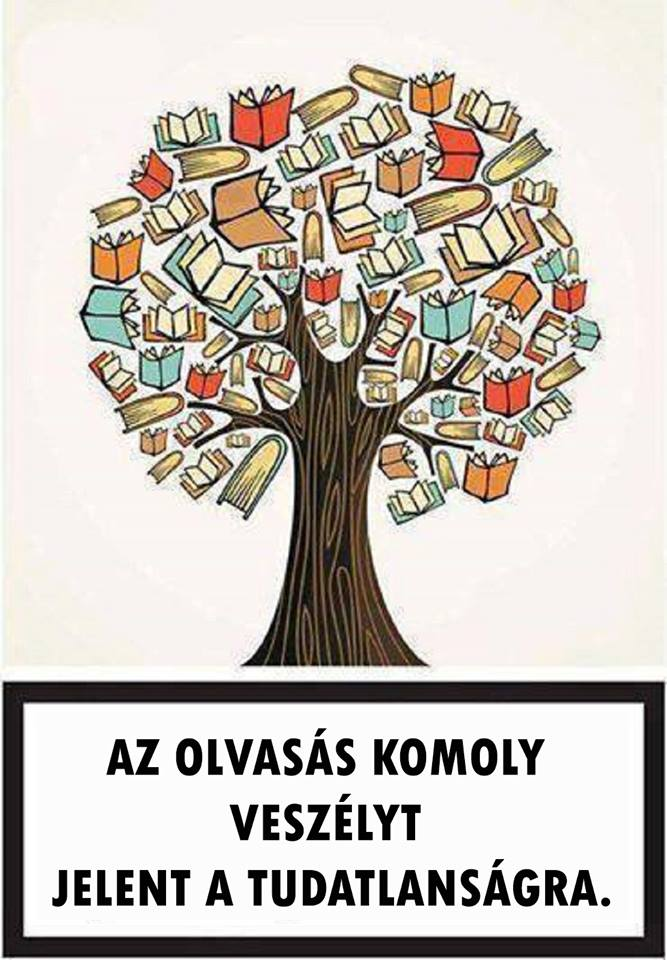 AZ OLVASÁS KOMOLY
VESZÉLYT
JELENT A TUDATLANSÁGRA.